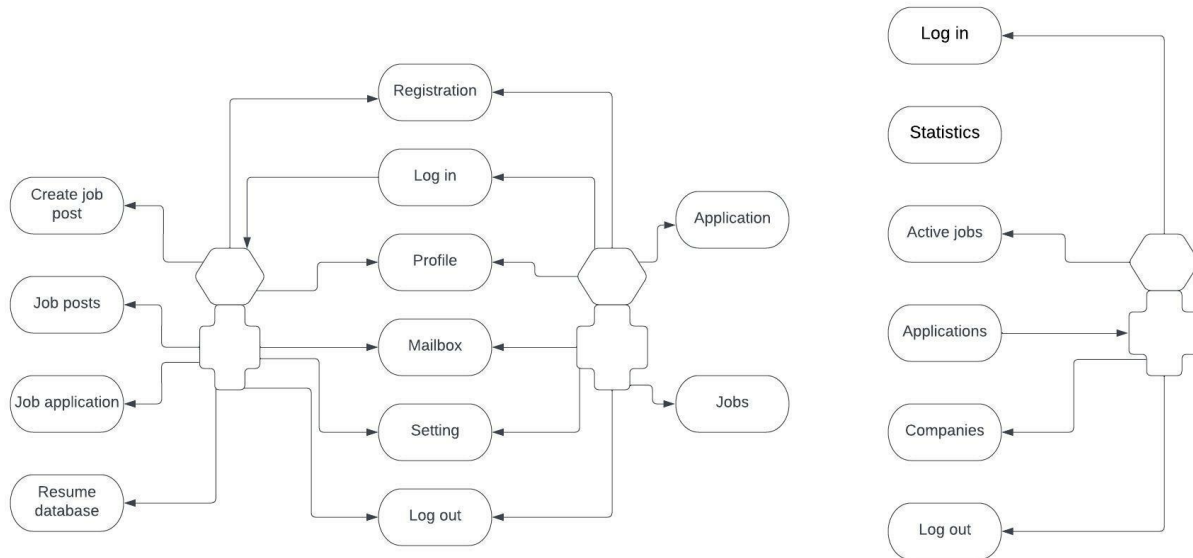 Registration
Log in
Profile
Mailbox
Setting
Log out
Create job
post
Job posts
Job application
Resume
database
Application
Jobs
Log in
Statistics
Active jobs
Applications
Companies
Log out